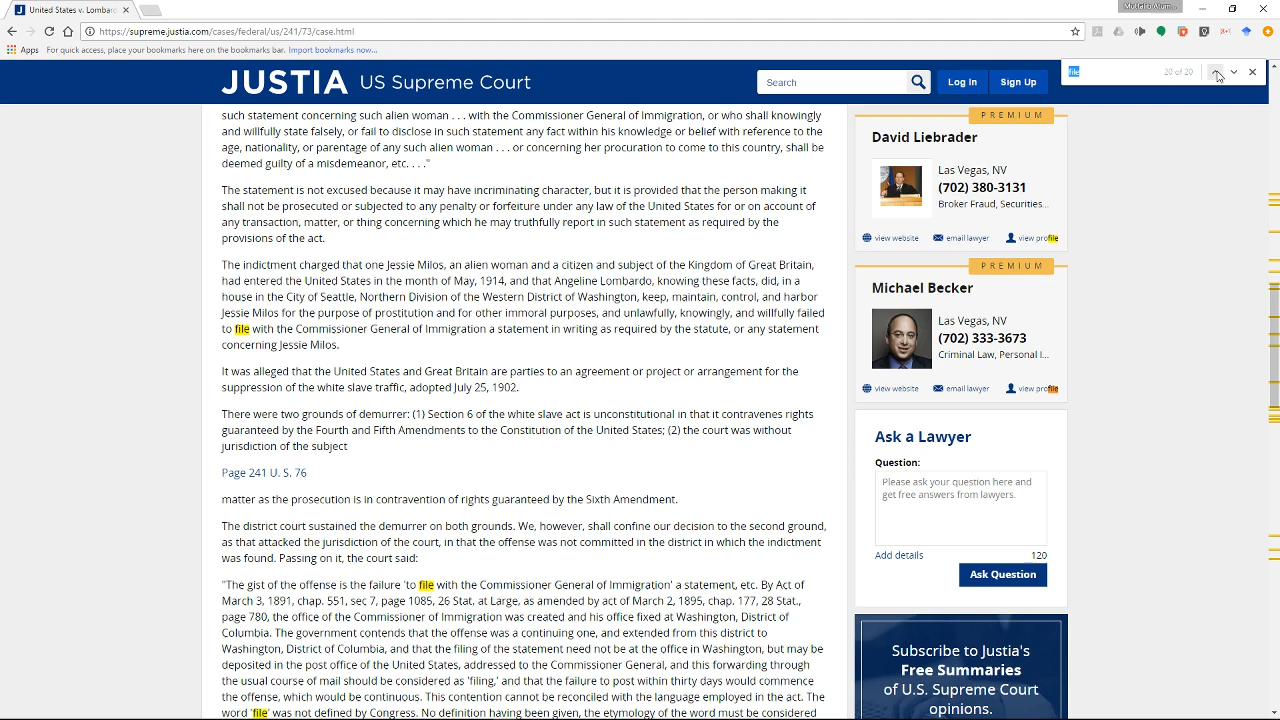 United States v. Lombar
https://supreme.justia.com/cases/federal/us/241/73/case.html
Apps For quick access, place your bookmarks here on the bookmarks bar. Import bookmarks now...
JUSTIA US Supreme Court
Search
Log In
Sign Up
file 20 of 20
such statement concerning such alien woman . . . with the Commissioner General of Immigration, or who shall knowingly
and willfully state falsely, or fail to disclose in such statement any fact within his knowledge or belief with reference to the
age, nationality, or parentage of any such alien woman . . . or concerning her procuration to come to this country, shall be
deemed guilty of a misdemeanor, etc. . . ."
The statement is not excused because it may have incriminating character, but it is provided that the person making it
shall not be prosecuted or subjected to any penalty or forfeiture under any law of the United States for or on account of
any transaction, matter, or thing concerning which he may truthfully report in such statement as required by the
provisions of the act.
The indictment charged that one Jessie Milos, an alien woman and a citizen and subject of the Kingdom of Great Britain,
had entered the United States in the month of May, 1914, and that Angeline Lombardo, knowing these facts, did, in a
house in the City of Seattle, Northern Division of the Western District of Washington, keep, maintain, control, and harbor
Jessie Milos for the purpose of prostitution and for other immoral purposes, and unlawfully, knowingly, and willfully failed
to file with the Commissioner General of Immigration a statement in writing as required by the statute, or any statement
concerning Jessie Milos.
It was alleged that the United States and Great Britain are parties to an agreement or project or arrangement for the
suppression of the white slave traffic, adopted July 25, 1902.
There were two grounds of demurrer: (1) Section 6 of the white slave act is unconstitutional in that it contravenes rights
guaranteed by the Fourth and Fifth Amendments to the Constitution of the United States; (2) the court was without
jurisdiction of the subject
Page 241 U. S. 76
matter as the prosecution is in contravention of rights guaranteed by the Sixth Amendment.
The district court sustained the demurrer on both grounds. We, however, shall confine our decision to the second ground,
as that attacked the jurisdiction of the court, in that the offense was not committed in the district in which the indictment
was found. Passing on it, the court said:
"The gist of this is the failure 'to file with the Commissioner General of Immigration' a statement, etc. By Act of
March 3, 1891, chap. 551, sec 7, page 1085, 26 Stat. at Large, as amended by act of March 2, 1895, chap. 177, 28 Stat.,
page 780, the office of the Commissioner of Immigration was created and his office fixed at Washington, District of
Columbia. The government contends that the offense was a continuing one, and extended from this district to
Washington, District of Columbia, and that the filing of the statement need not be at the office in Washington, but may be
deposited in the post office of the United States, addressed to the Commissioner General, and this forwarding through
the usual course of mail should be considered as 'filing,' and that the failure to post within thirty days would commence
the offense, which would be continuous. This contention cannot be reconciled with the language employed in the act. The
word 'file' was not defined by Congress. No definition having been given, the etymology of the word must be considered
PREMIUM
David Liebrader
Las Vegas, NV
(702) 380-3131
Broker Fraud, Securities...
view website email lawyer view profile
PREMIUM
Michael Becker
Las Vegas, NV
(702) 333-3673
Criminal Law, Personal I...
view website email lawyer view profile
Ask a Lawyer
Question:
Please ask your question here and
get free answers from lawyers.
Add details 120
Ask Question
Subscribe to Justia's
Free Summaries
of U.S. Supreme Court
opinions.